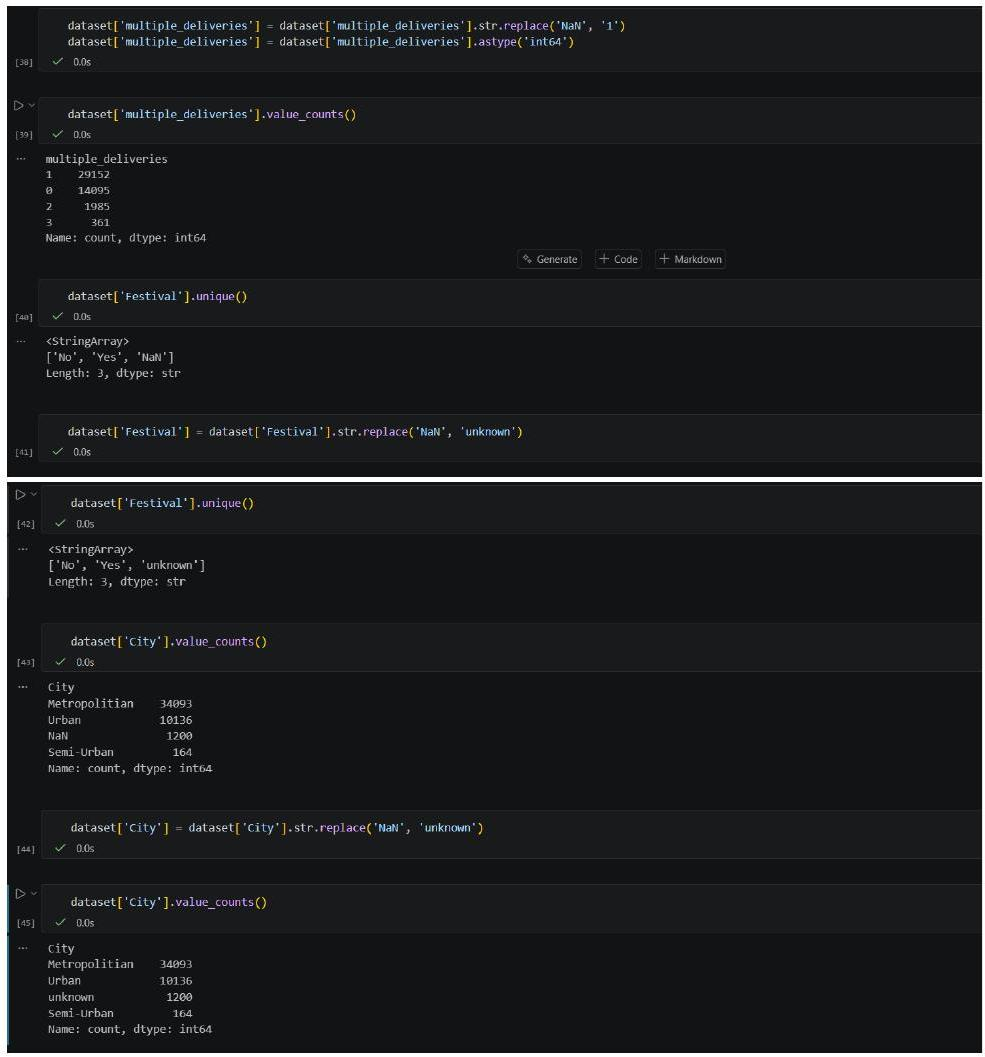 dataset['multiple_deliveries'] = dataset['multiple_deliveries'].str.replace('NaN', '1')
dataset['multiple_deliveries'] = dataset['multiple_deliveries'].astype('int64')
[38] 0.0s
dataset['multiple_deliveries'].value_counts()
[39] 0.0s
... multiple_deliveries
1 29152
0 14095
2 1985
3 361
Name: count, dtype: int64
Generate + Code + Markdown
dataset['Festival'].unique()
[40] 0.0s
... <StringArray>
['No', 'Yes', 'NaN']
Length: 3, dtype: str
dataset['Festival'] = dataset['Festival'].str.replace('NaN', 'unknown')
[41] 0.0s
dataset['Festival'].unique()
[42] 0.0s
... <StringArray>
['No', 'Yes', 'unknown']
Length: 3, dtype: str
dataset['City'].value_counts()
[43] 0.0s
... City
Metropolitian 34093
Urban 10136
NaN 1200
Semi-Urban 164
Name: count, dtype: int64
dataset['City'] = dataset['City'].str.replace('NaN', 'unknown')
[44] 0.0s
dataset['City'].value_counts()
[45] 0.0s
... City
Metropolitian 34093
Urban 10136
unknown 1200
Semi-Urban 164
Name: count, dtype: int64